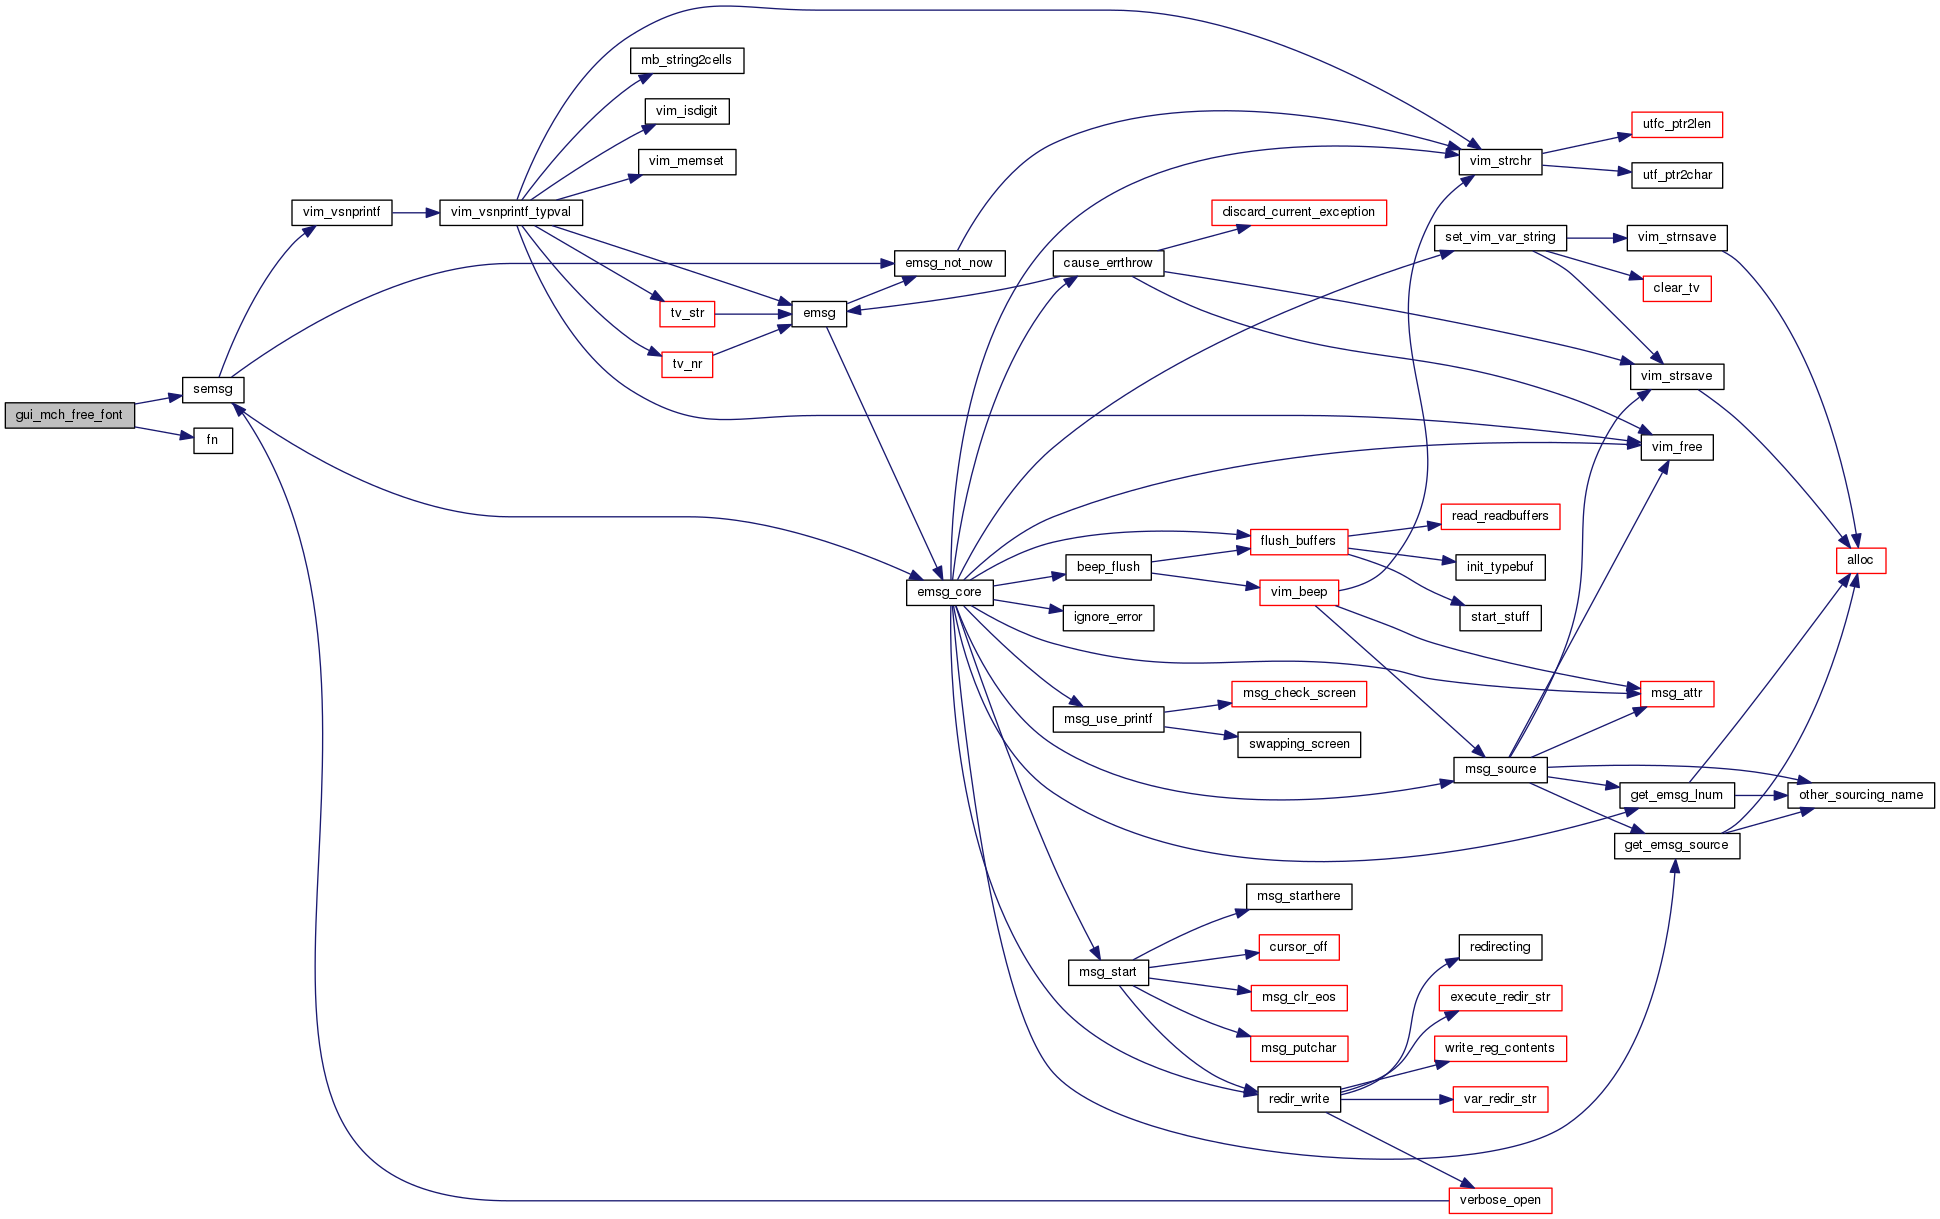 mb_string2cells
vim_isdigit
utfc_ptr2len
vim_memset
vim_strchr
utf_ptr2char
vim_vsnprintf
vim_vsnprintf_typval
discard_current_exception
set_vim_var_string
vim_strnsave
emsg_not_now
cause_errthrow
clear_tv
tv_str
emsg
tv_nr
vim_strsave
semsg
gui_mch_free_font
fn
vim_free
read_readbuffers
flush_buffers
alloc
beep_flush
init_typebuf
emsg_core
vim_beep
ignore_error
start_stuff
msg_check_screen
msg_attr
msg_use_printf
swapping_screen
msg_source
get_emsg_lnum
other_sourcing_name
get_emsg_source
msg_starthere
cursor_off
redirecting
msg_start
msg_clr_eos
execute_redir_str
msg_putchar
write_reg_contents
redir_write
var_redir_str
verbose_open